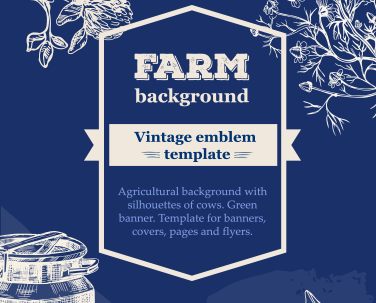 FARM
background
Vintage emblem
template
Agricultural background with
silhouettes of cows. Green
banner. Template for banners,
covers, pages and flyers.